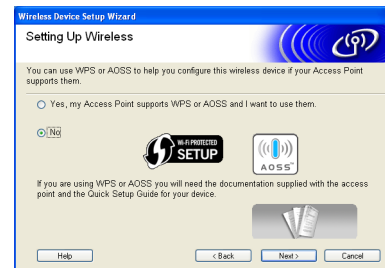 Wireless Device Setup Wizard
Setting Up Wireless
You can use WPS or AOSS to help you configure this wireless device if your Access Point
supports them.
Yes, my Access Point supports WPS or AOSS and I want to use them.
No
WI-FI PROTECTED
SETUP
AOSS
If you are using WPS or AOSS you will need the documentation supplied with the access
point and the Quick Setup Guide for your device.
Help
< Back
Next >
Cancel